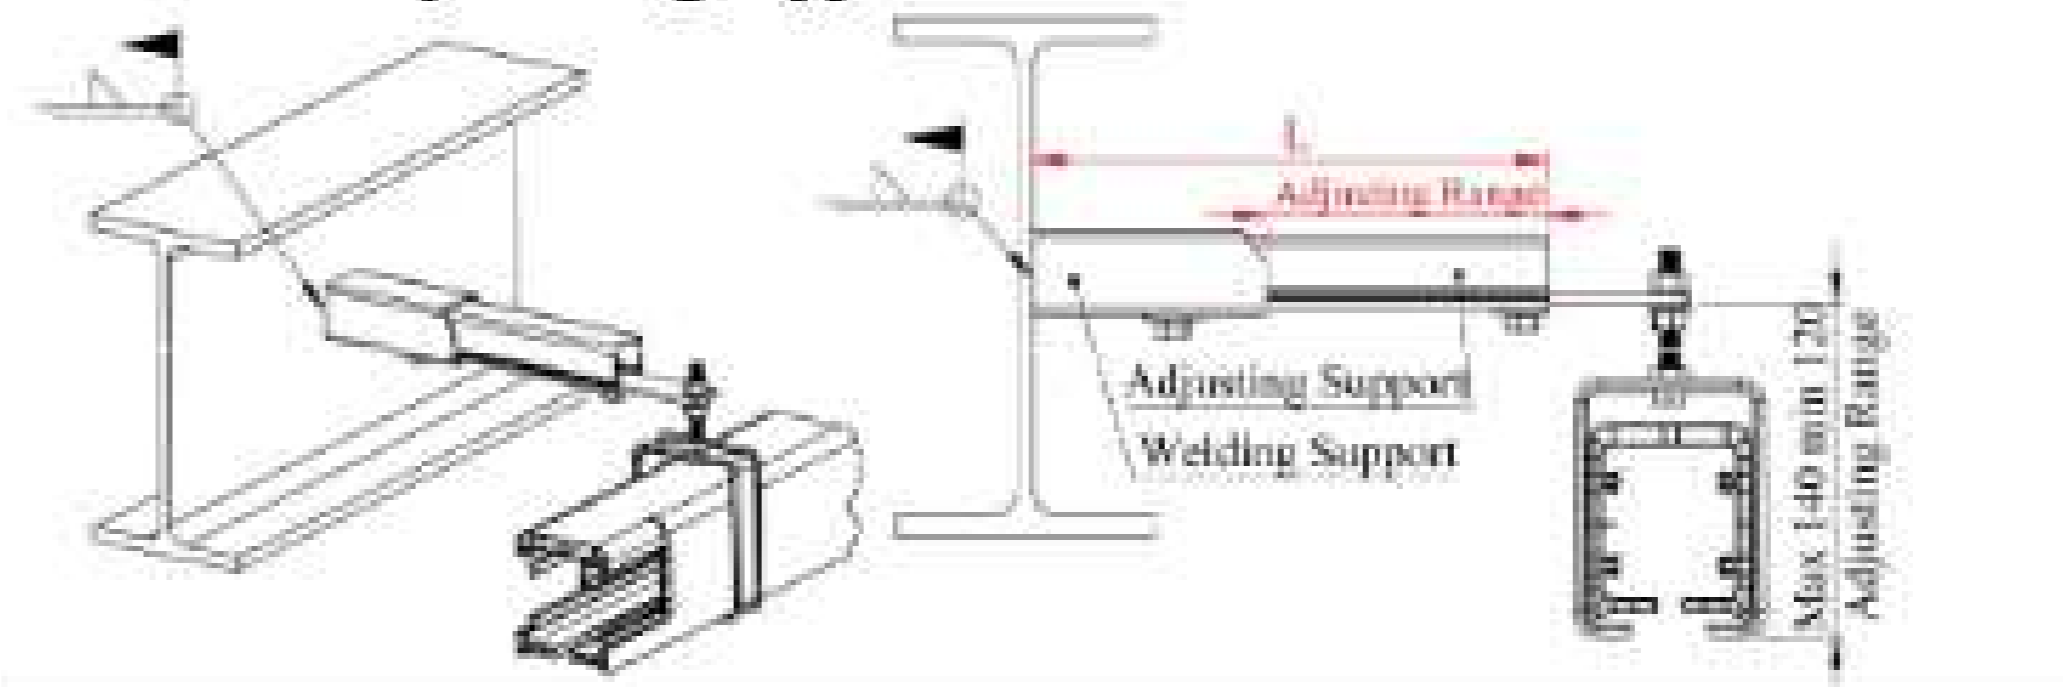 L
Adjusting Range
Adjusting Support
Welding Support
Max 140 min 120
Adjusting Range